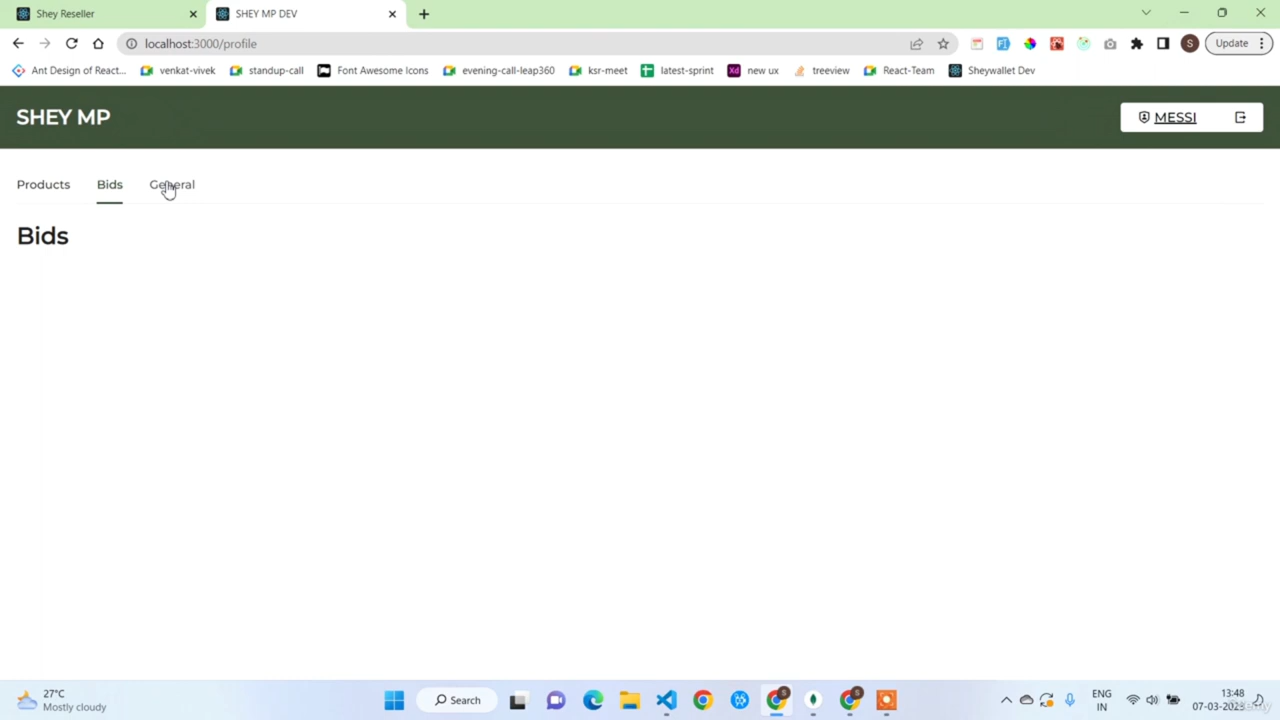 Shey Reseller
SHEY MP DEV
localhost:3000/profile
S
Update
Ant Design of React...
venkat-vivek
standup-call
Font Awesome Icons
evening-call-leap360
ksr-meet
latest-sprint
Xd new ux
treeview
React-Team
Sheywallet Dev
SHEY MP
MESSI
Products
Bids
General
Bids
27°C
Mostly cloudy
Search
ENG
IN
13:48
07-03-2023